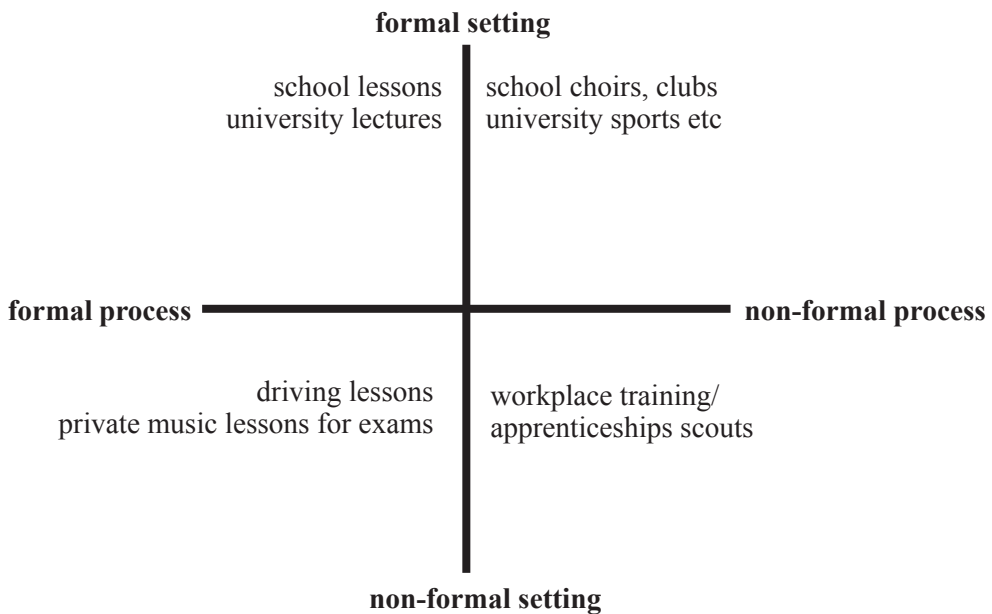 formal setting
school lessons
university lectures
school choirs, clubs
university sports etc
formal process
non-formal process
driving lessons
private music lessons for exams
workplace training/
apprenticeships scouts
non-formal setting